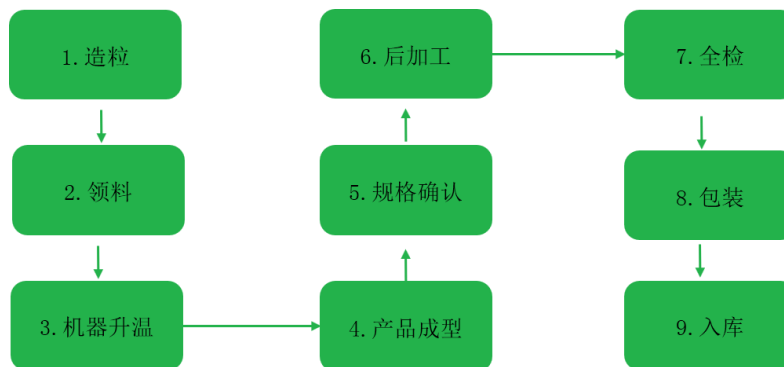 1. 造粒
2. 领料
3. 机器升温
4. 产品成型
5. 规格确认
6. 后加工
7. 全检
8. 包装
9. 入库